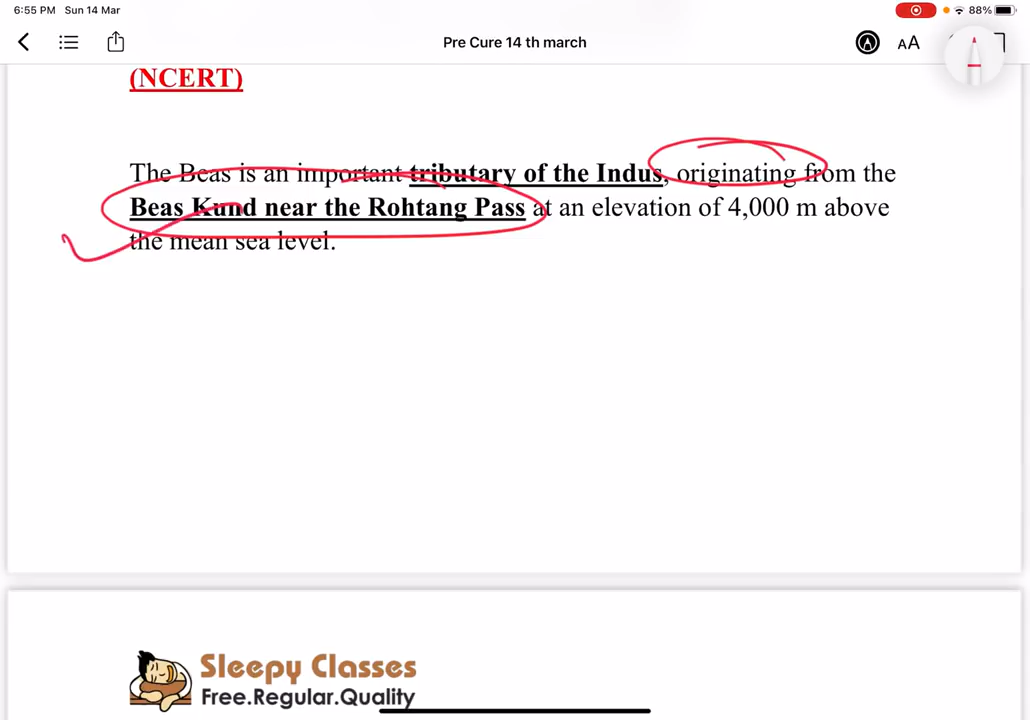 6:55 PM Sun 14 Mar 88%
AA Pre Cure 14 th march
(NCERT)
The Beas is an important tributary of the Indus, originating from the
Beas Kund near the Rohtang Pass at an elevation of 4,000 m above
the mean sea level.
Sleepy Classes
Free.Regular.Quality